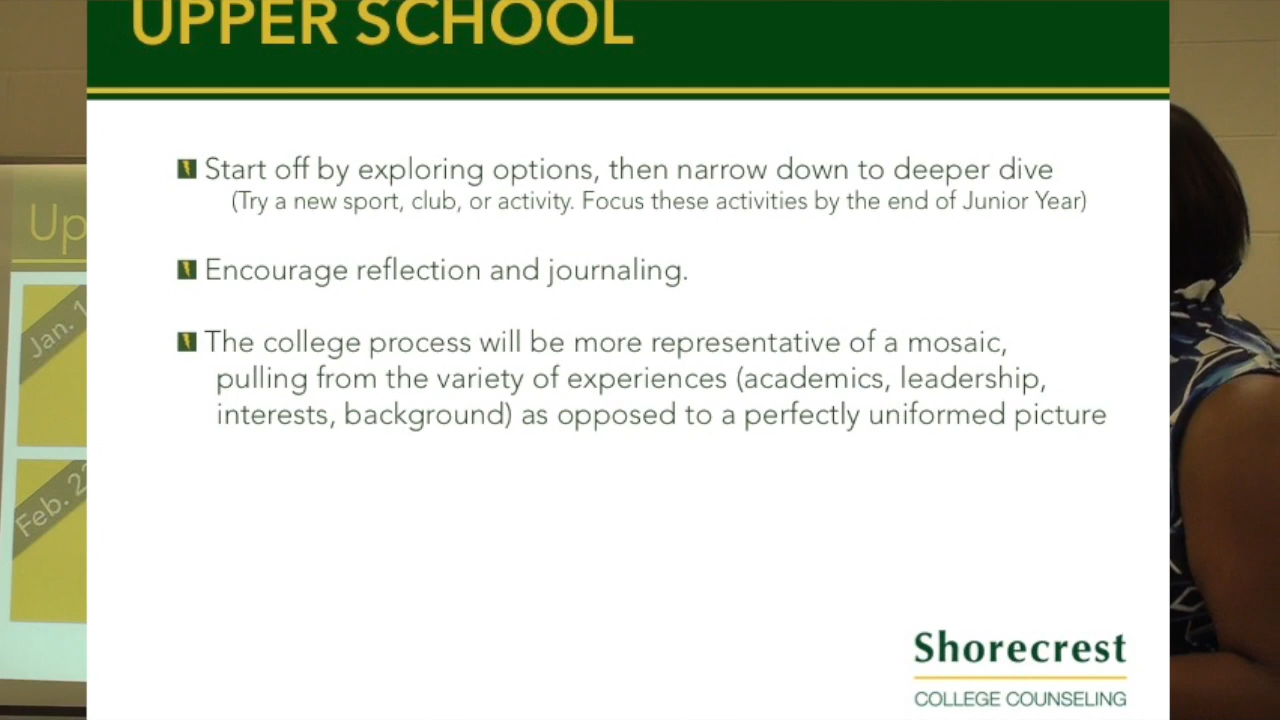 UPPER SCHOOL
Start off by exploring options, then narrow down to deeper dive
(Try a new sport, club, or activity. Focus these activities by the end of Junior Year)
Encourage reflection and journaling.
The college process will be more representative of a mosaic,
pulling from the variety of experiences (academics, leadership,
interests, background) as opposed to a perfectly uniformed picture
Shorecrest
COLLEGE COUNSELING
Jan.
Feb.